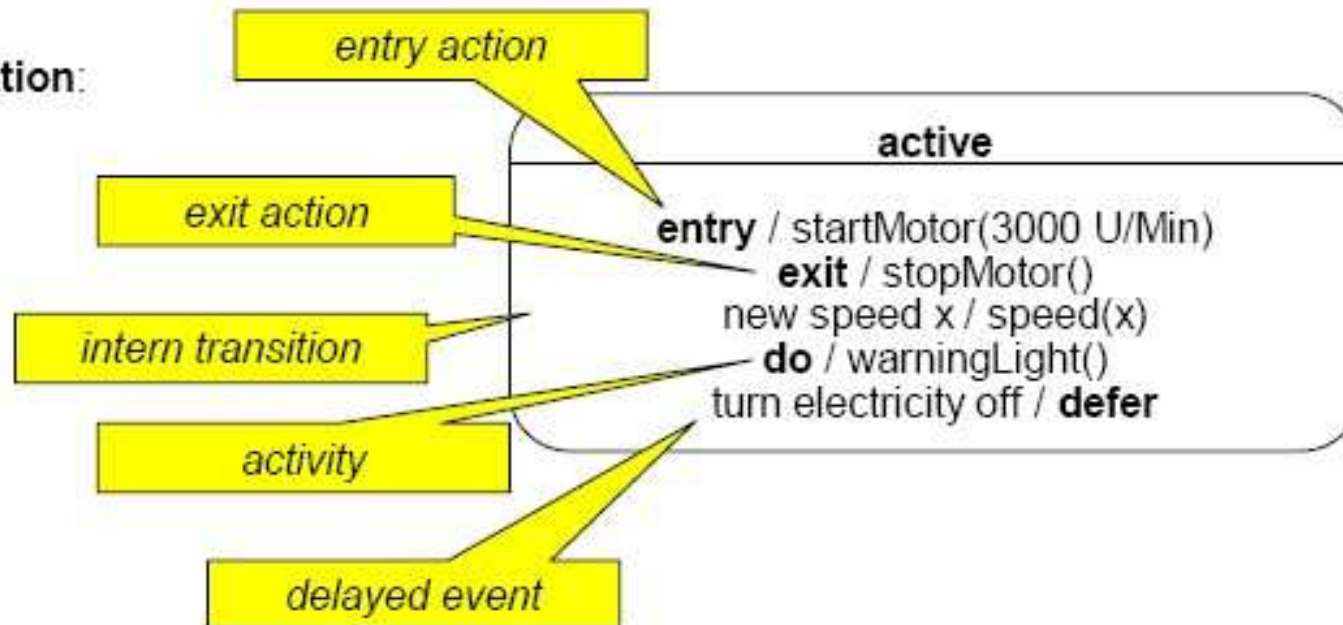 entry action
tion:
active
exit action
entry / startMotor(3000 U/Min)
exit / stopMotor()
intern transition
new speed x / speed(x)
do / warningLight()
turn electricity off / defer
activity
delayed event